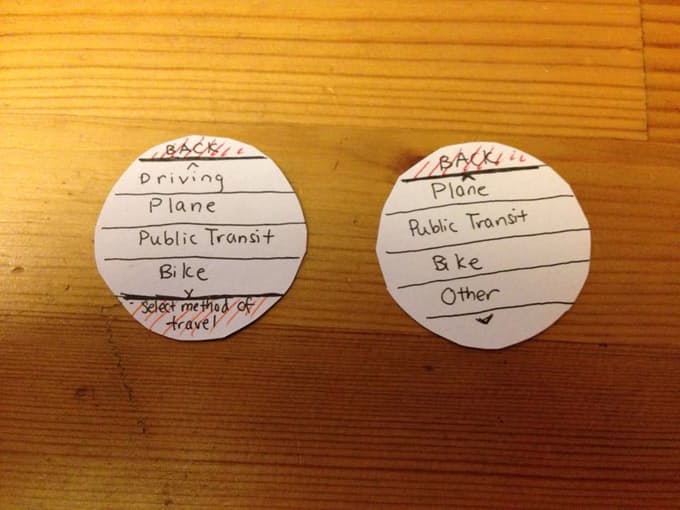 BACK
Driving
Plane
Public Transit
Bike
Select method of
travel
BACK
Plane
Public Transit
Bike
Other